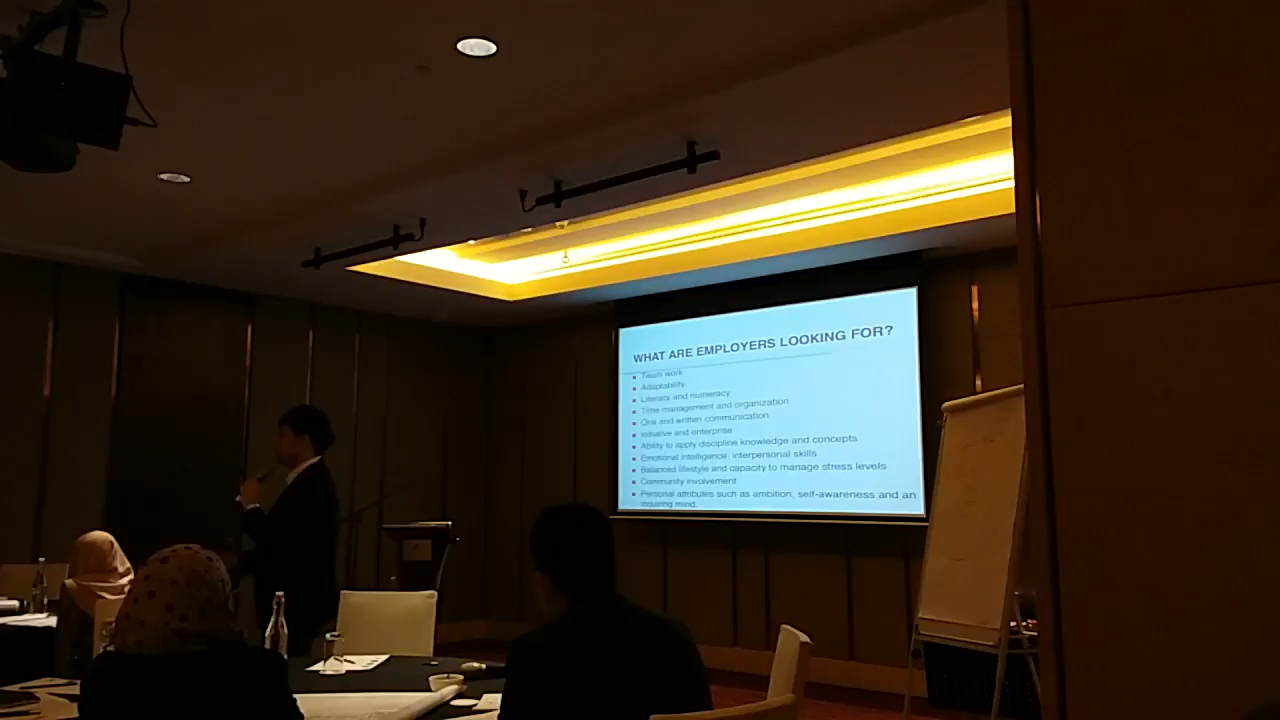 WHAT ARE EMPLOYERS LOOKING FOR?
Team work
Adaptability
Literacy and numeracy
Time management and organization
Oral and written communication
Initiative and enterprise
Ability to apply discipline knowledge and concepts
Emotional intelligence; interpersonal skills
Balanced lifestyle and capacity to manage stress levels
Community involvement
Personal attributes such as ambition, self-awareness and an
inquiring mind.